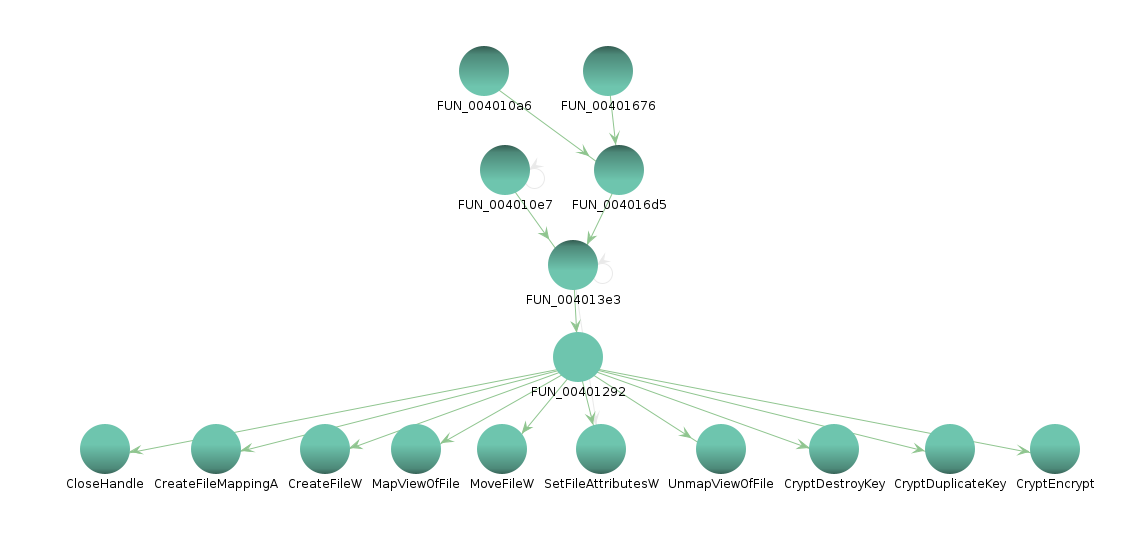 FUN_004010a6
FUN_00401676
FUN_004010e7
FUN_004016d5
FUN_004013e3
FUN_00401292
CloseHandle
CreateFileMappingA
CreateFileW
MapViewOfFile
MoveFileW
SetFileAttributesW
UnmapViewOfFile
CryptDestroyKey
CryptDuplicateKey
CryptEncrypt